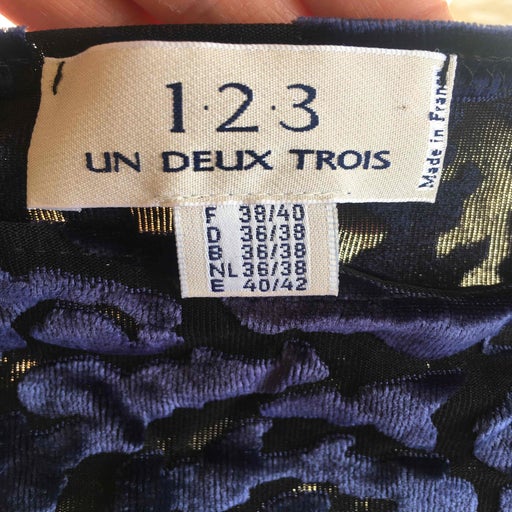 1·2·3
UN DEUX TROIS
Made in France
F 38/40
D 36/38
B 36/38
NL 36/38
E 40/42